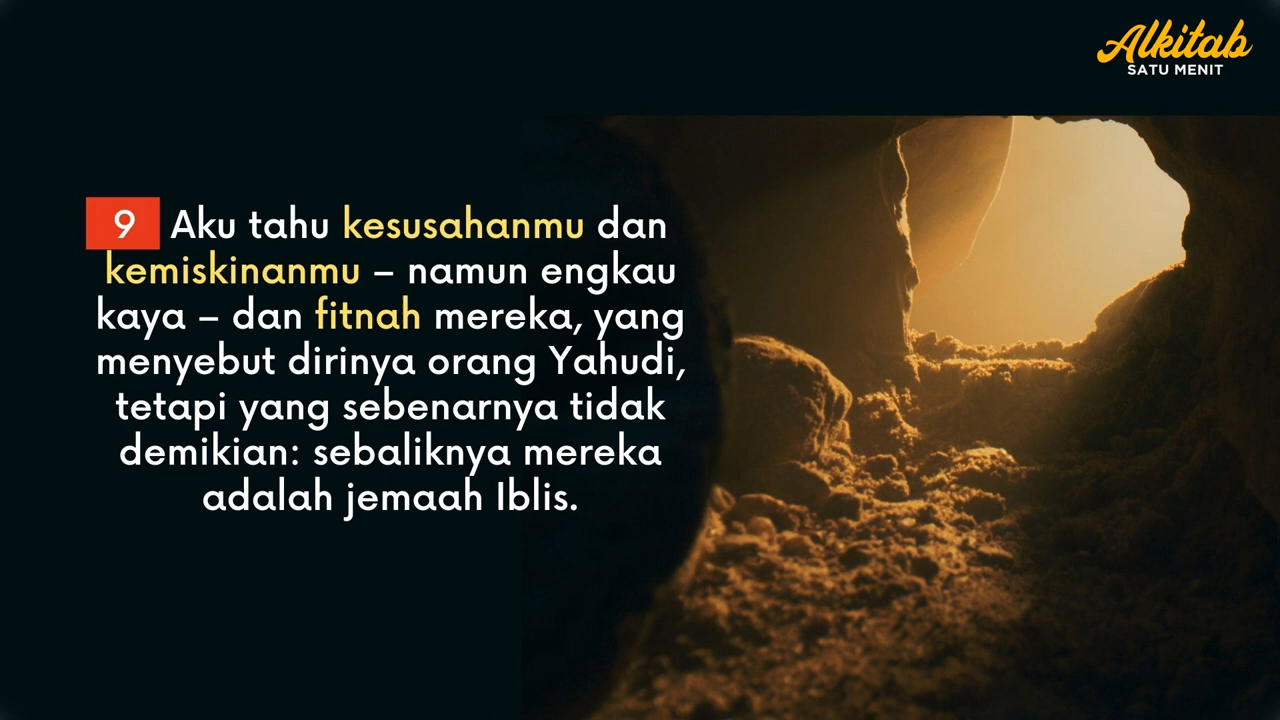 Alkitab
SATU MENIT
9 Aku tahu kesusahanmu dan
kemiskinanmu – namun engkau
kaya – dan fitnah mereka, yang
menyebut dirinya orang Yahudi,
tetapi yang sebenarnya tidak
demikian: sebaliknya mereka
adalah jemaah Iblis.